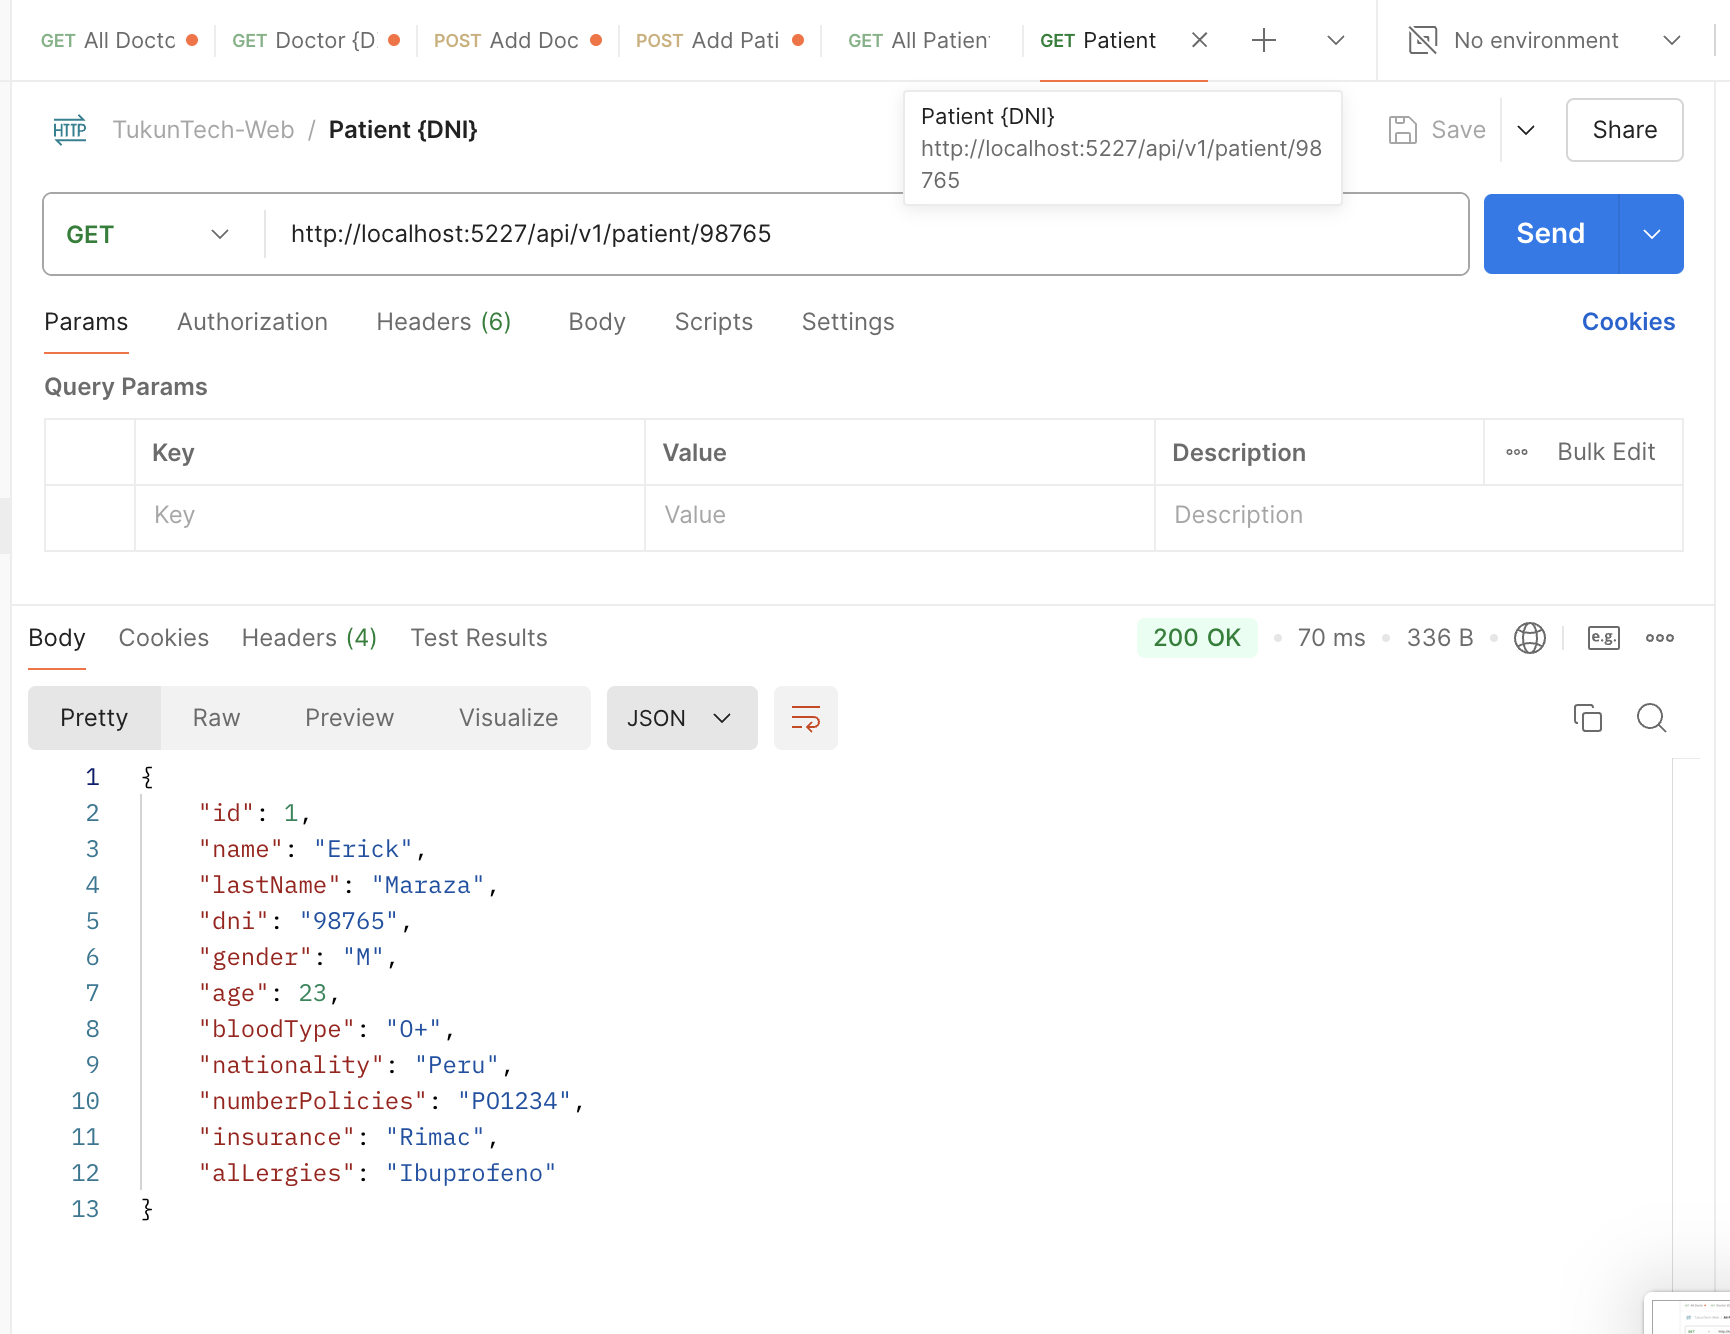 GET All Docto GET Doctor {D POST Add Doc POST Add Pati GET All Patien GET Patient No environment
HTTP TukunTech-Web / Patient {DNI} Save Share
Patient {DNI}
http://localhost:5227/api/v1/patient/98
765
GET http://localhost:5227/api/v1/patient/98765 Send
Params Authorization Headers (6) Body Scripts Settings Cookies
Query Params
Key Value Description Bulk Edit
Key Value Description
Body Cookies Headers (4) Test Results 200 OK 70 ms 336 B e.g.
Pretty Raw Preview Visualize JSON
1 {
2 "id": 1,
3 "name": "Erick",
4 "lastName": "Maraza",
5 "dni": "98765",
6 "gender": "M",
7 "age": 23,
8 "bloodType": "O+",
9 "nationality": "Peru",
10 "numberPolicies": "PO1234",
11 "insurance": "Rimac",
12 "alLergies": "Ibuprofeno"
13 }